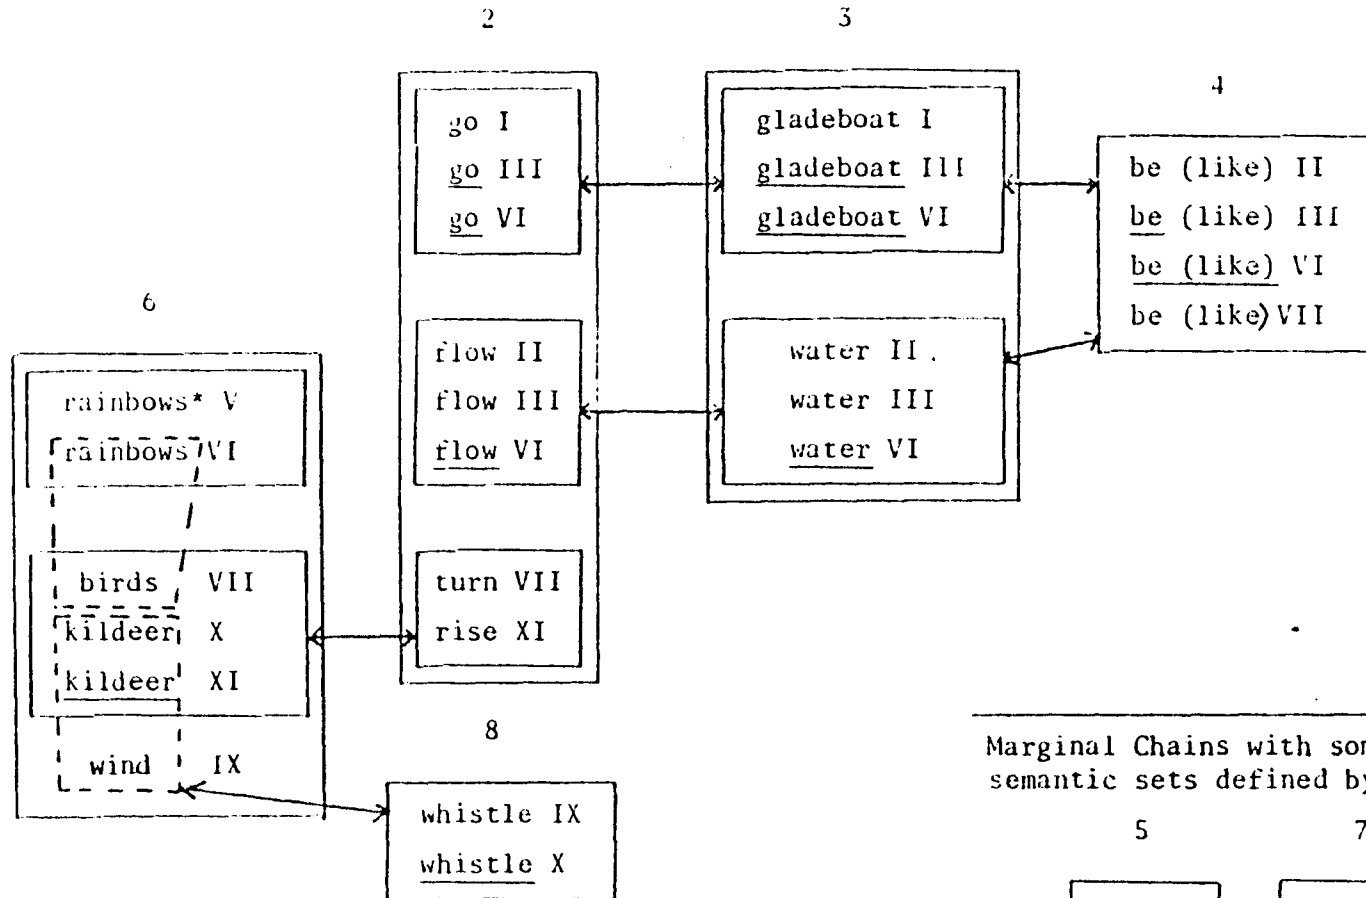 2
3
4
go I
go III
go VI
gladeboat I
gladeboat III
gladeboat VI
be (like) II
be (like) III
be (like) VI
be (like) VII
6
flow II
flow III
flow VI
water II.
water III
water VI
rainbows* V
rainbows VI
birds VII
kildeer X
kildeer XI
wind IX
turn VII
rise XI
8
whistle IX
whistle X
Marginal Chains with som
semantic sets defined by
5
7